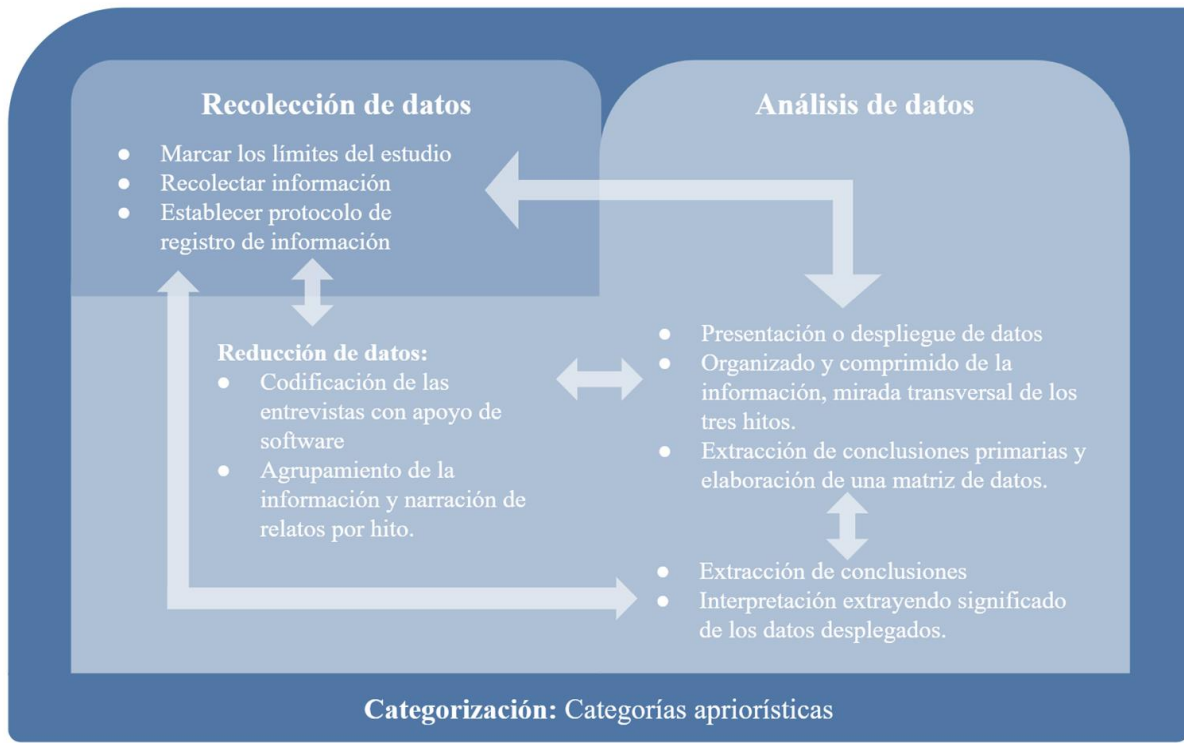 Recolección de datos
● Marcar los límites del estudio
● Recolectar información
● Establecer protocolo de
registro de información
Reducción de datos:
● Codificación de las
entrevistas con apoyo de
software
● Agrupamiento de la
información y narración de
relatos por hito.
Análisis de datos
● Presentación o despliegue de datos
● Organizado y comprimido de la
información, mirada transversal de los
tres hitos.
● Extracción de conclusiones primarias y
elaboración de una matriz de datos.
● Extracción de conclusiones
● Interpretación extrayendo significado
de los datos desplegados.
Categorización: Categorías apriorísticas